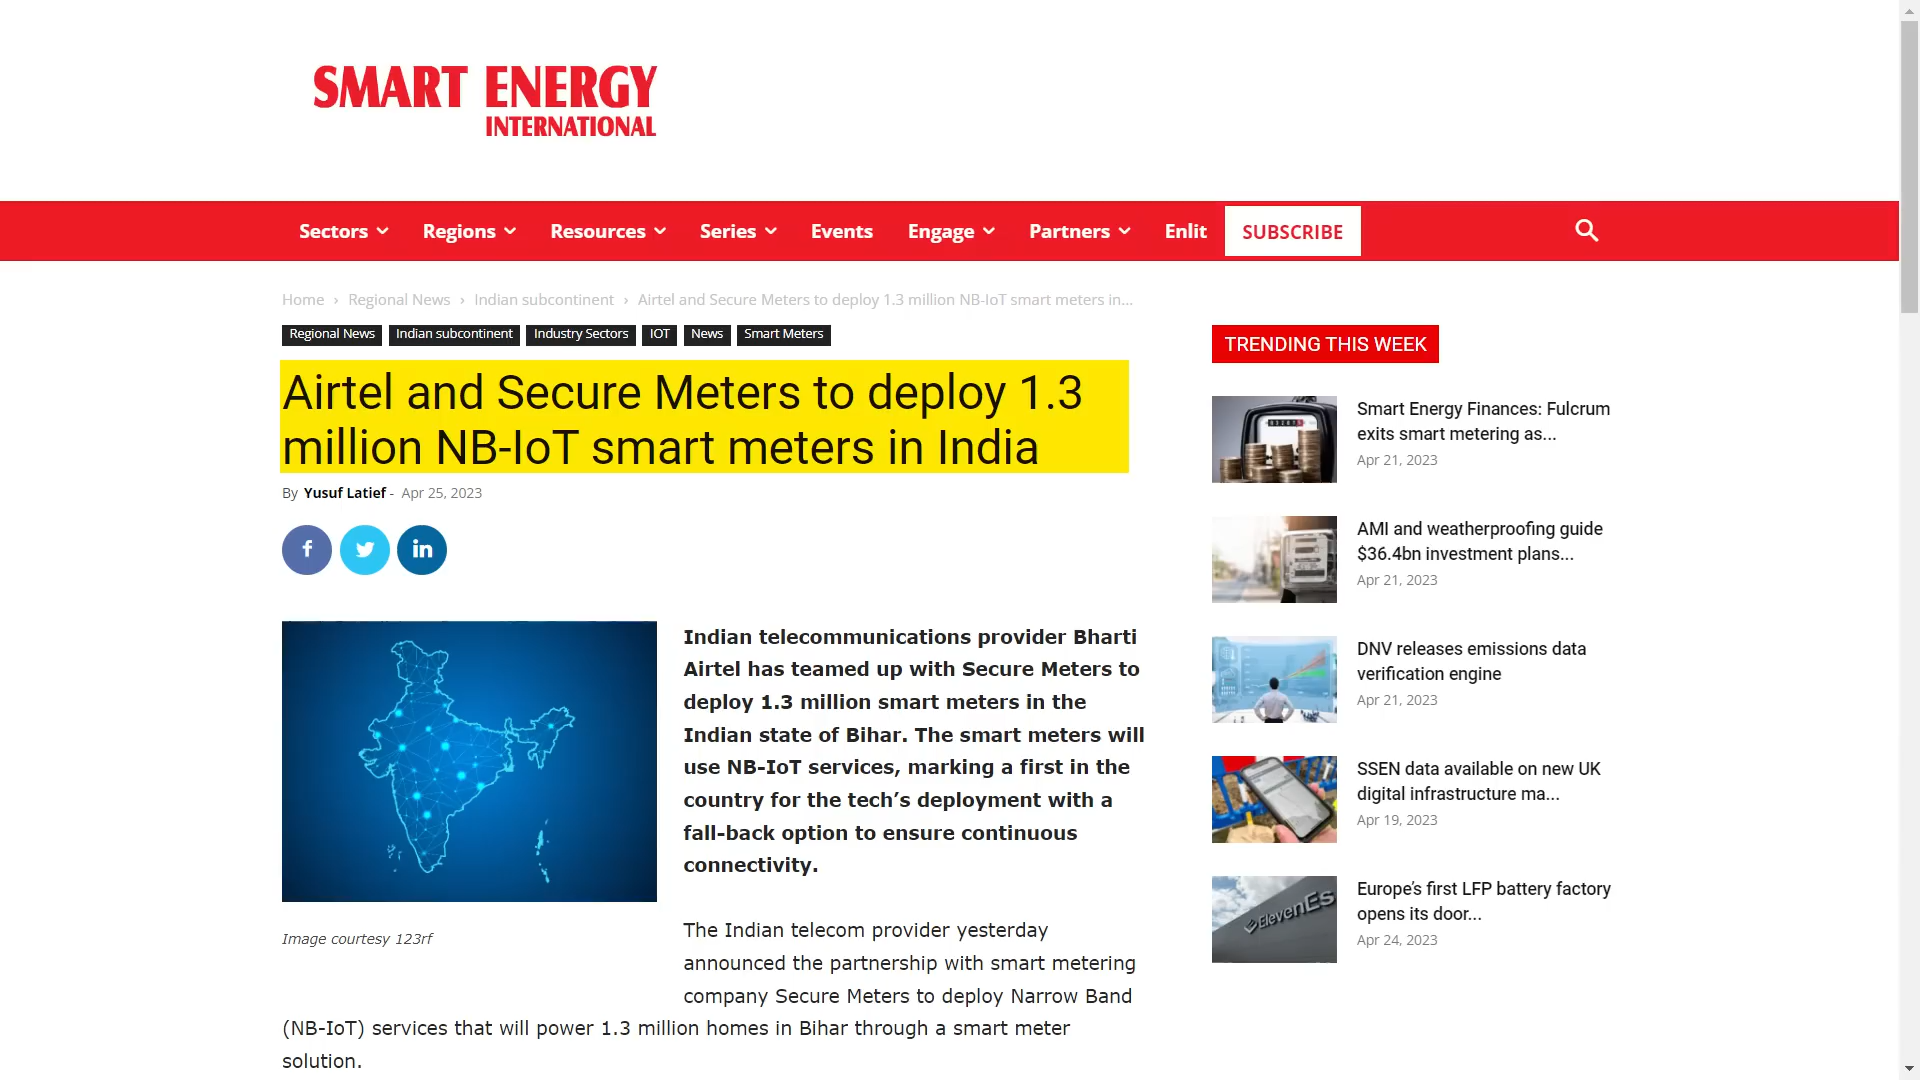 SMART ENERGY
INTERNATIONAL
Sectors Regions Resources Series Events Engage Partners Enlit SUBSCRIBE
Home › Regional News › Indian subcontinent › Airtel and Secure Meters to deploy 1.3 million NB-IoT smart meters in...
Regional News Indian subcontinent Industry Sectors IOT News Smart Meters
Airtel and Secure Meters to deploy 1.3
million NB-IoT smart meters in India
By Yusuf Latief - Apr 25, 2023
f in
Image courtesy 123rf
Indian telecommunications provider Bharti
Airtel has teamed up with Secure Meters to
deploy 1.3 million smart meters in the
Indian state of Bihar. The smart meters will
use NB-IoT services, marking a first in the
country for the tech’s deployment with a
fall-back option to ensure continuous
connectivity.
The Indian telecom provider yesterday
announced the partnership with smart metering
company Secure Meters to deploy Narrow Band
(NB-IoT) services that will power 1.3 million homes in Bihar through a smart meter
solution.
TRENDING THIS WEEK
Smart Energy Finances: Fulcrum
exits smart metering as...
Apr 21, 2023
AMI and weatherproofing guide
$36.4bn investment plans...
Apr 21, 2023
DNV releases emissions data
verification engine
Apr 21, 2023
SSEN data available on new UK
digital infrastructure ma...
Apr 19, 2023
ElevenEs
Europe’s first LFP battery factory
opens its door...
Apr 24, 2023